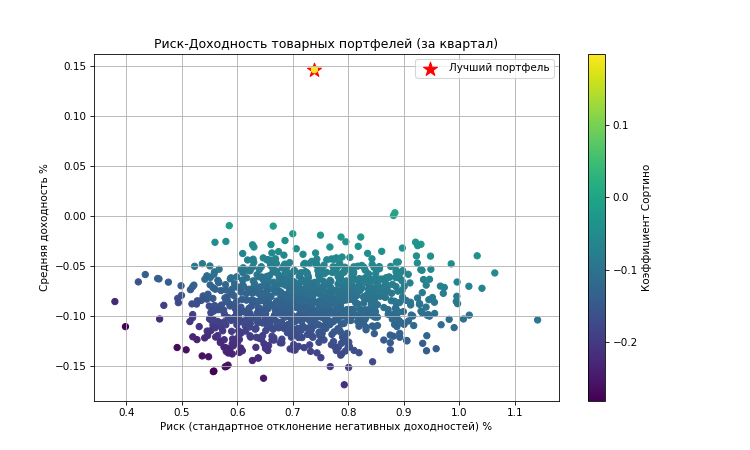 Риск-Доходность товарных портфелей (за квартал)
Лучший портфель
0.15
0.10
0.05
0.00
−0.05
−0.10
−0.15
Средняя доходность %
0.4 0.5 0.6 0.7 0.8 0.9 1.0 1.1
Риск (стандартное отклонение негативных доходностей) %
0.1
0.0
−0.1
−0.2
Коэффициент Сортино